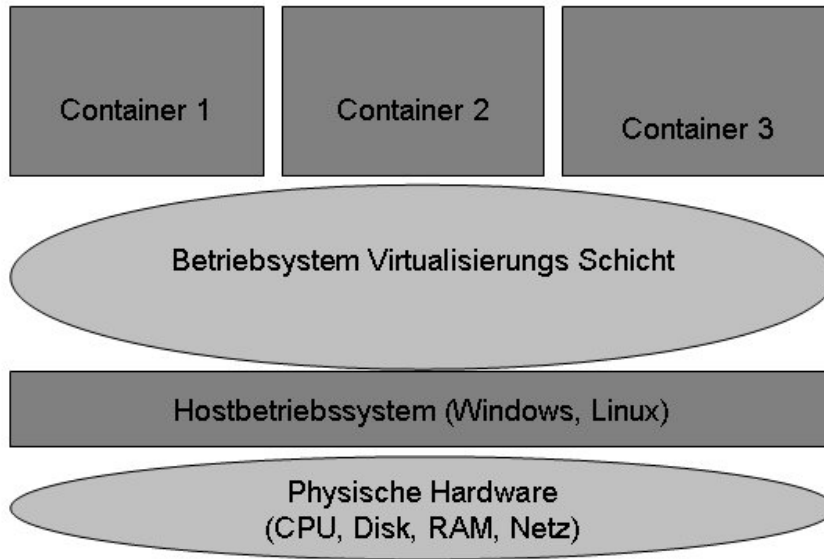 Container 1
Container 2
Container 3
Betriebsystem Virtualisierungs Schicht
Hostbetriebssystem (Windows, Linux)
Physische Hardware
(CPU, Disk, RAM, Netz)